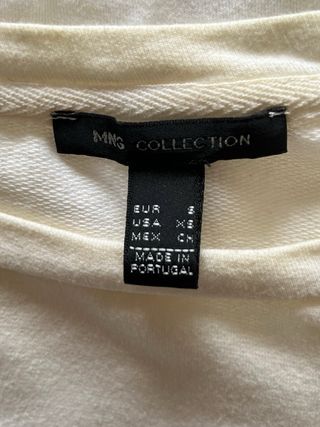 MNG COLLECTION
EUR S
USA XS
MEX CH
MADE IN
PORTUGAL